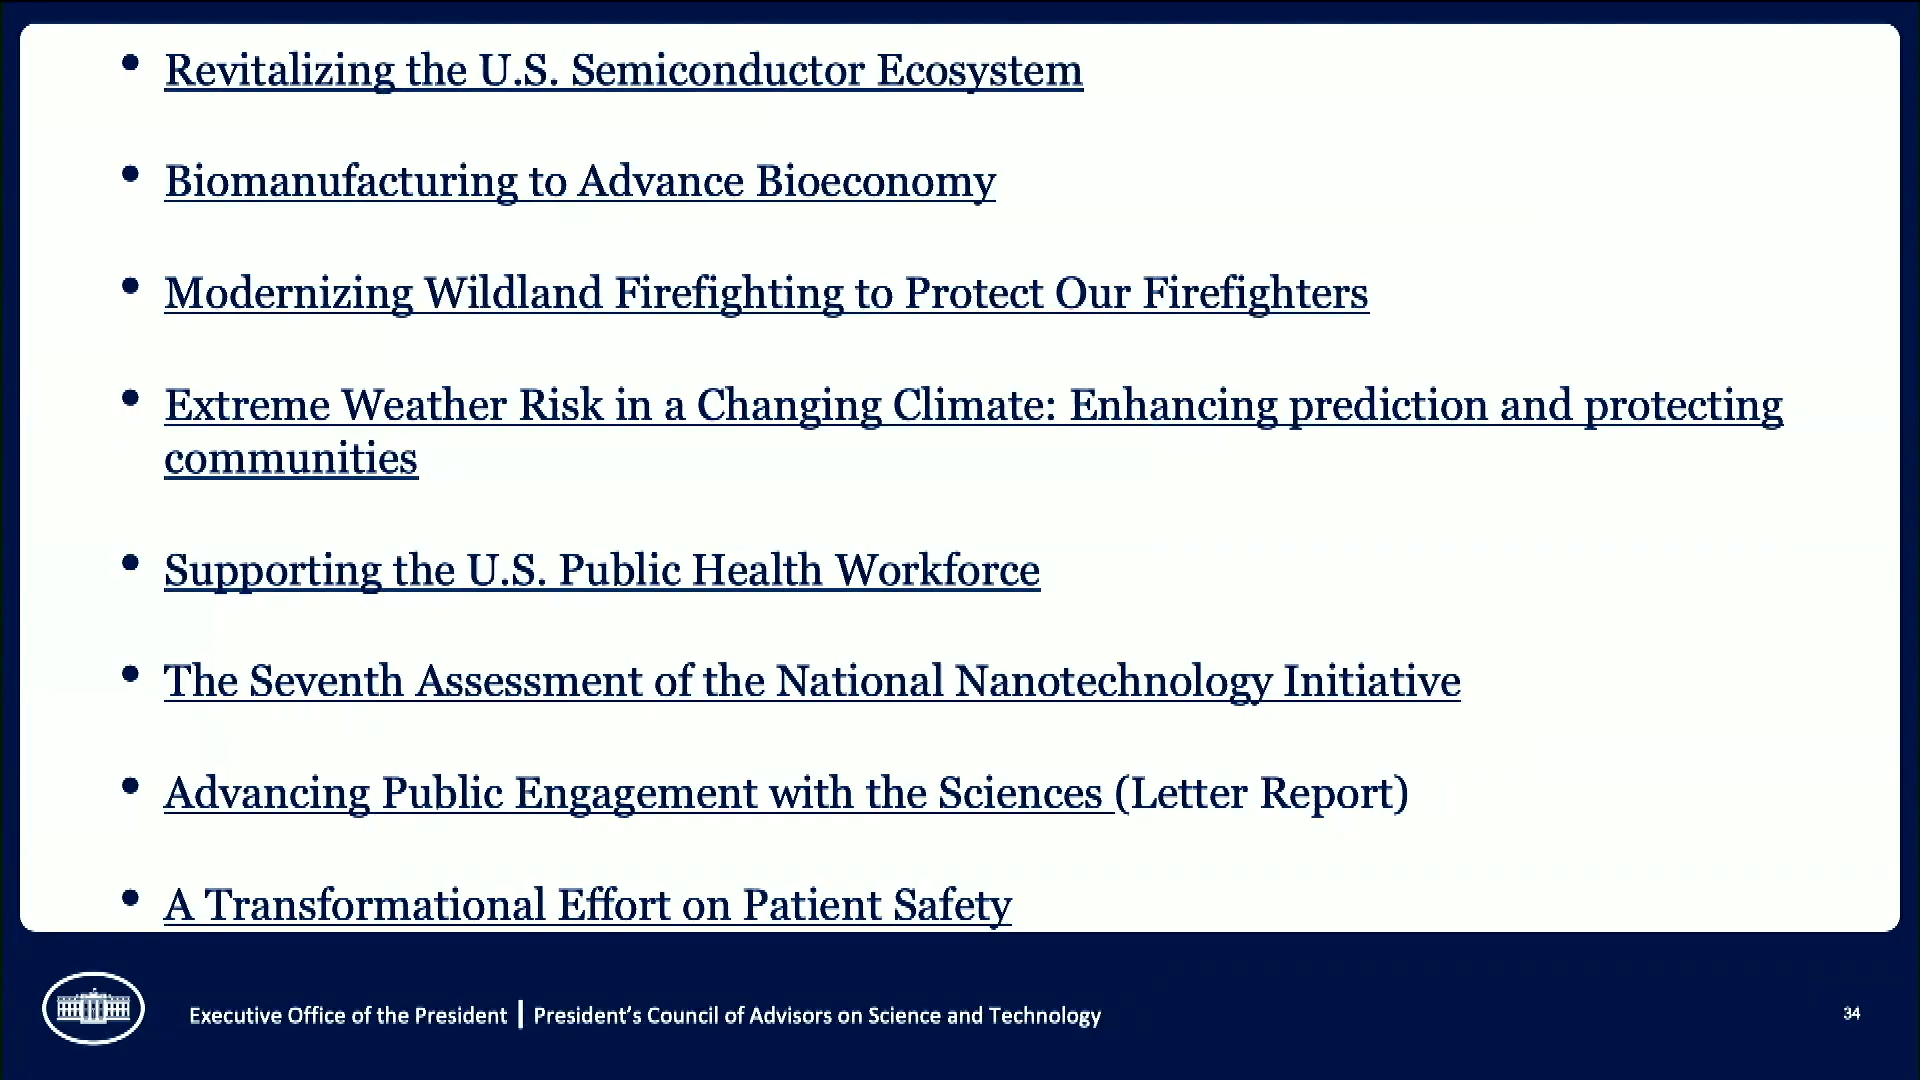 • Revitalizing the U.S. Semiconductor Ecosystem
• Biomanufacturing to Advance Bioeconomy
• Modernizing Wildland Firefighting to Protect Our Firefighters
• Extreme Weather Risk in a Changing Climate: Enhancing prediction and protecting
communities
• Supporting the U.S. Public Health Workforce
• The Seventh Assessment of the National Nanotechnology Initiative
• Advancing Public Engagement with the Sciences (Letter Report)
• A Transformational Effort on Patient Safety
Executive Office of the President | President’s Council of Advisors on Science and Technology
34